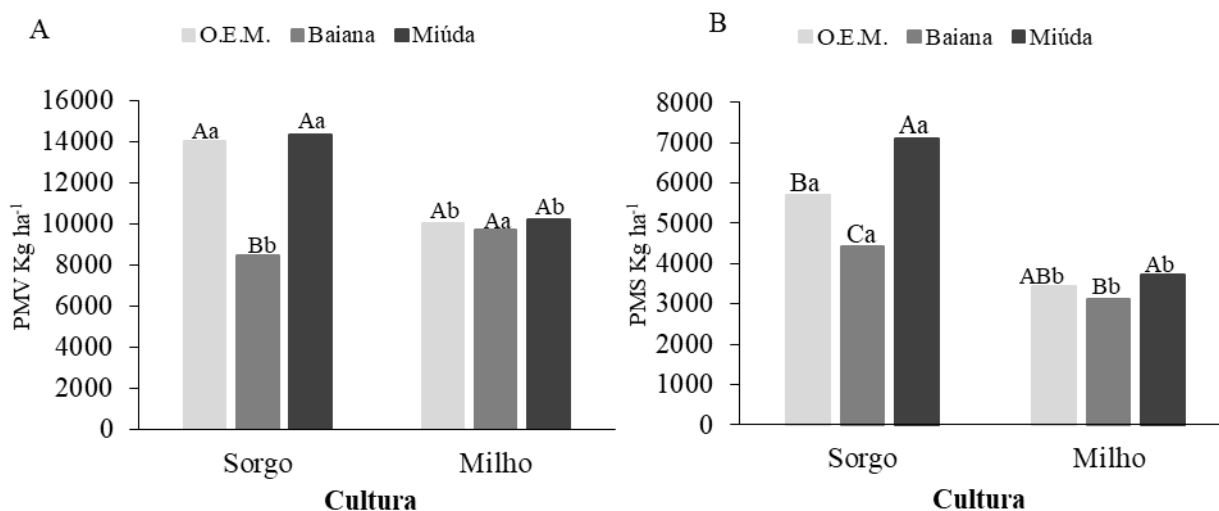 A
O.E.M. Baiana Miúda
PMV Kg ha⁻¹
16000
14000
12000
10000
8000
6000
4000
2000
0
Aa
Bb
Aa
Ab
Aa
Ab
Sorgo Milho
Cultura
B
O.E.M. Baiana Miúda
PMS Kg ha⁻¹
8000
7000
6000
5000
4000
3000
2000
1000
0
Ba
Ca
Aa
ABb
Bb
Ab
Sorgo Milho
Cultura